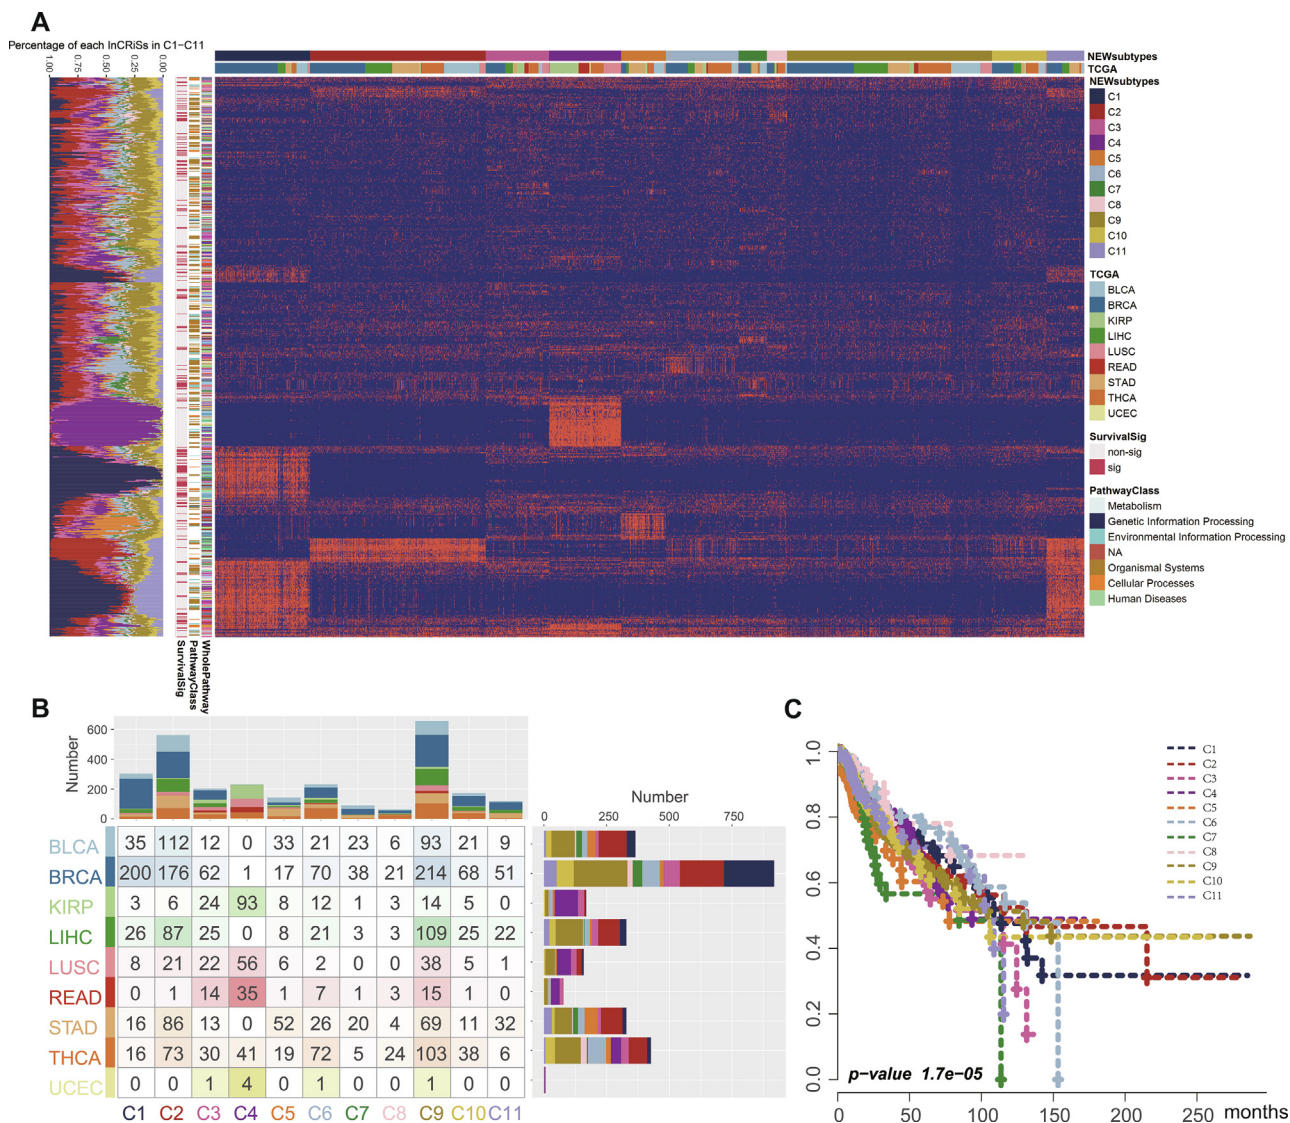 A
Percentage of each lnCRiSs in C1-C11
1.00 0.75 0.50 0.25 0.00
NEWsubtypes
TCGA
NEWsubtypes
C1
C2
C3
C4
C5
C6
C7
C8
C9
C10
C11
TCGA
BLCA
BRCA
KIRP
LIHC
LUSC
READ
STAD
THCA
UCEC
SurvivalSig
non-sig
sig
PathwayClass
Metabolism
Genetic Information Processing
Environmental Information Processing
NA
Organismal Systems
Cellular Processes
Human Diseases
SurvivalSig
PathwayClass
WholePathway
B
Number
600
400
200
0
Number
0 250 500 750
BLCA 35 112 12 0 33 21 23 6 93 21 9
BRCA 200 176 62 1 17 70 38 21 214 68 51
KIRP 3 6 24 93 8 12 1 3 14 5 0
LIHC 26 87 25 0 8 21 3 3 109 25 22
LUSC 8 21 22 56 6 2 0 0 38 5 1
READ 0 1 14 35 1 7 1 3 15 1 0
STAD 16 86 13 0 52 26 20 4 69 11 32
THCA 16 73 30 41 19 72 5 24 103 38 6
UCEC 0 0 1 4 0 1 0 0 1 0 0
C1 C2 C3 C4 C5 C6 C7 C8 C9 C10 C11
C
1.0
0.8
0.6
0.4
0.2
0.0
C1
C2
C3
C4
C5
C6
C7
C8
C9
C10
C11
p-value 1.7e-05
0 50 100 150 200 250 months